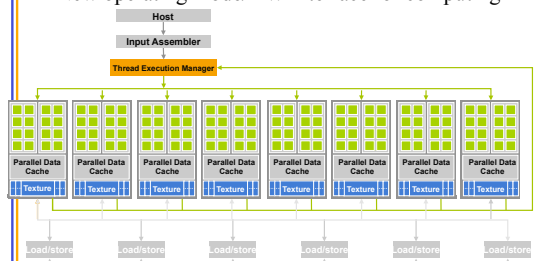 Host
Input Assembler
Thread Execution Manager
Parallel Data Cache Parallel Data Cache Parallel Data Cache Parallel Data Cache Parallel Data Cache Parallel Data Cache Parallel Data Cache Parallel Data Cache
Texture Texture Texture Texture Texture Texture Texture Texture
Load/store Load/store Load/store Load/store Load/store Load/store